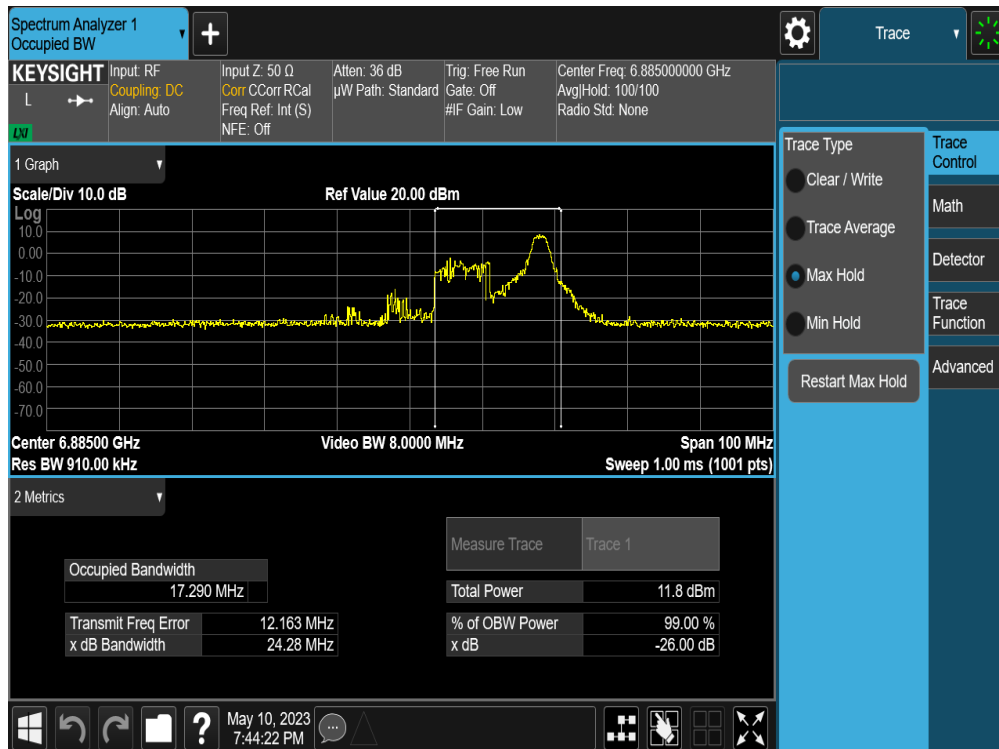 Spectrum Analyzer 1
Occupied BW
+
Trace
KEYSIGHT
L
LXI
Input: RF
Coupling: DC
Align: Auto
Input Z: 50 Ω
Corr CCorr RCal
Freq Ref: Int (S)
NFE: Off
Atten: 36 dB
µW Path: Standard
Trig: Free Run
Gate: Off
#IF Gain: Low
Center Freq: 6.885000000 GHz
Avg|Hold: 100/100
Radio Std: None
1 Graph
Scale/Div 10.0 dB
Ref Value 20.00 dBm
Log
10.0
0.00
-10.0
-20.0
-30.0
-40.0
-50.0
-60.0
-70.0
Center 6.88500 GHz
Video BW 8.0000 MHz
Span 100 MHz
Res BW 910.00 kHz
Sweep 1.00 ms (1001 pts)
2 Metrics
Measure Trace
Trace 1
Occupied Bandwidth
17.290 MHz
Total Power
11.8 dBm
Transmit Freq Error
12.163 MHz
% of OBW Power
99.00 %
x dB Bandwidth
24.28 MHz
x dB
-26.00 dB
Trace Type
Clear / Write
Trace Average
Max Hold
Min Hold
Restart Max Hold
Trace
Control
Math
Detector
Trace
Function
Advanced
?
May 10, 2023
7:44:22 PM